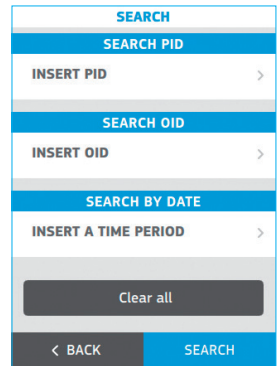 SEARCH
SEARCH PID
INSERT PID
SEARCH OID
INSERT OID
SEARCH BY DATE
INSERT A TIME PERIOD
Clear all
< BACK
SEARCH